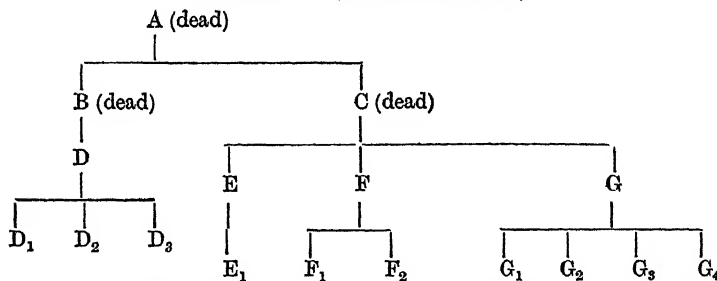 A (dead)
B (dead) C (dead)
D E F G
D₁ D₂ D₃ E₁ F₁ F₂ G₁ G₂ G₃ G₄